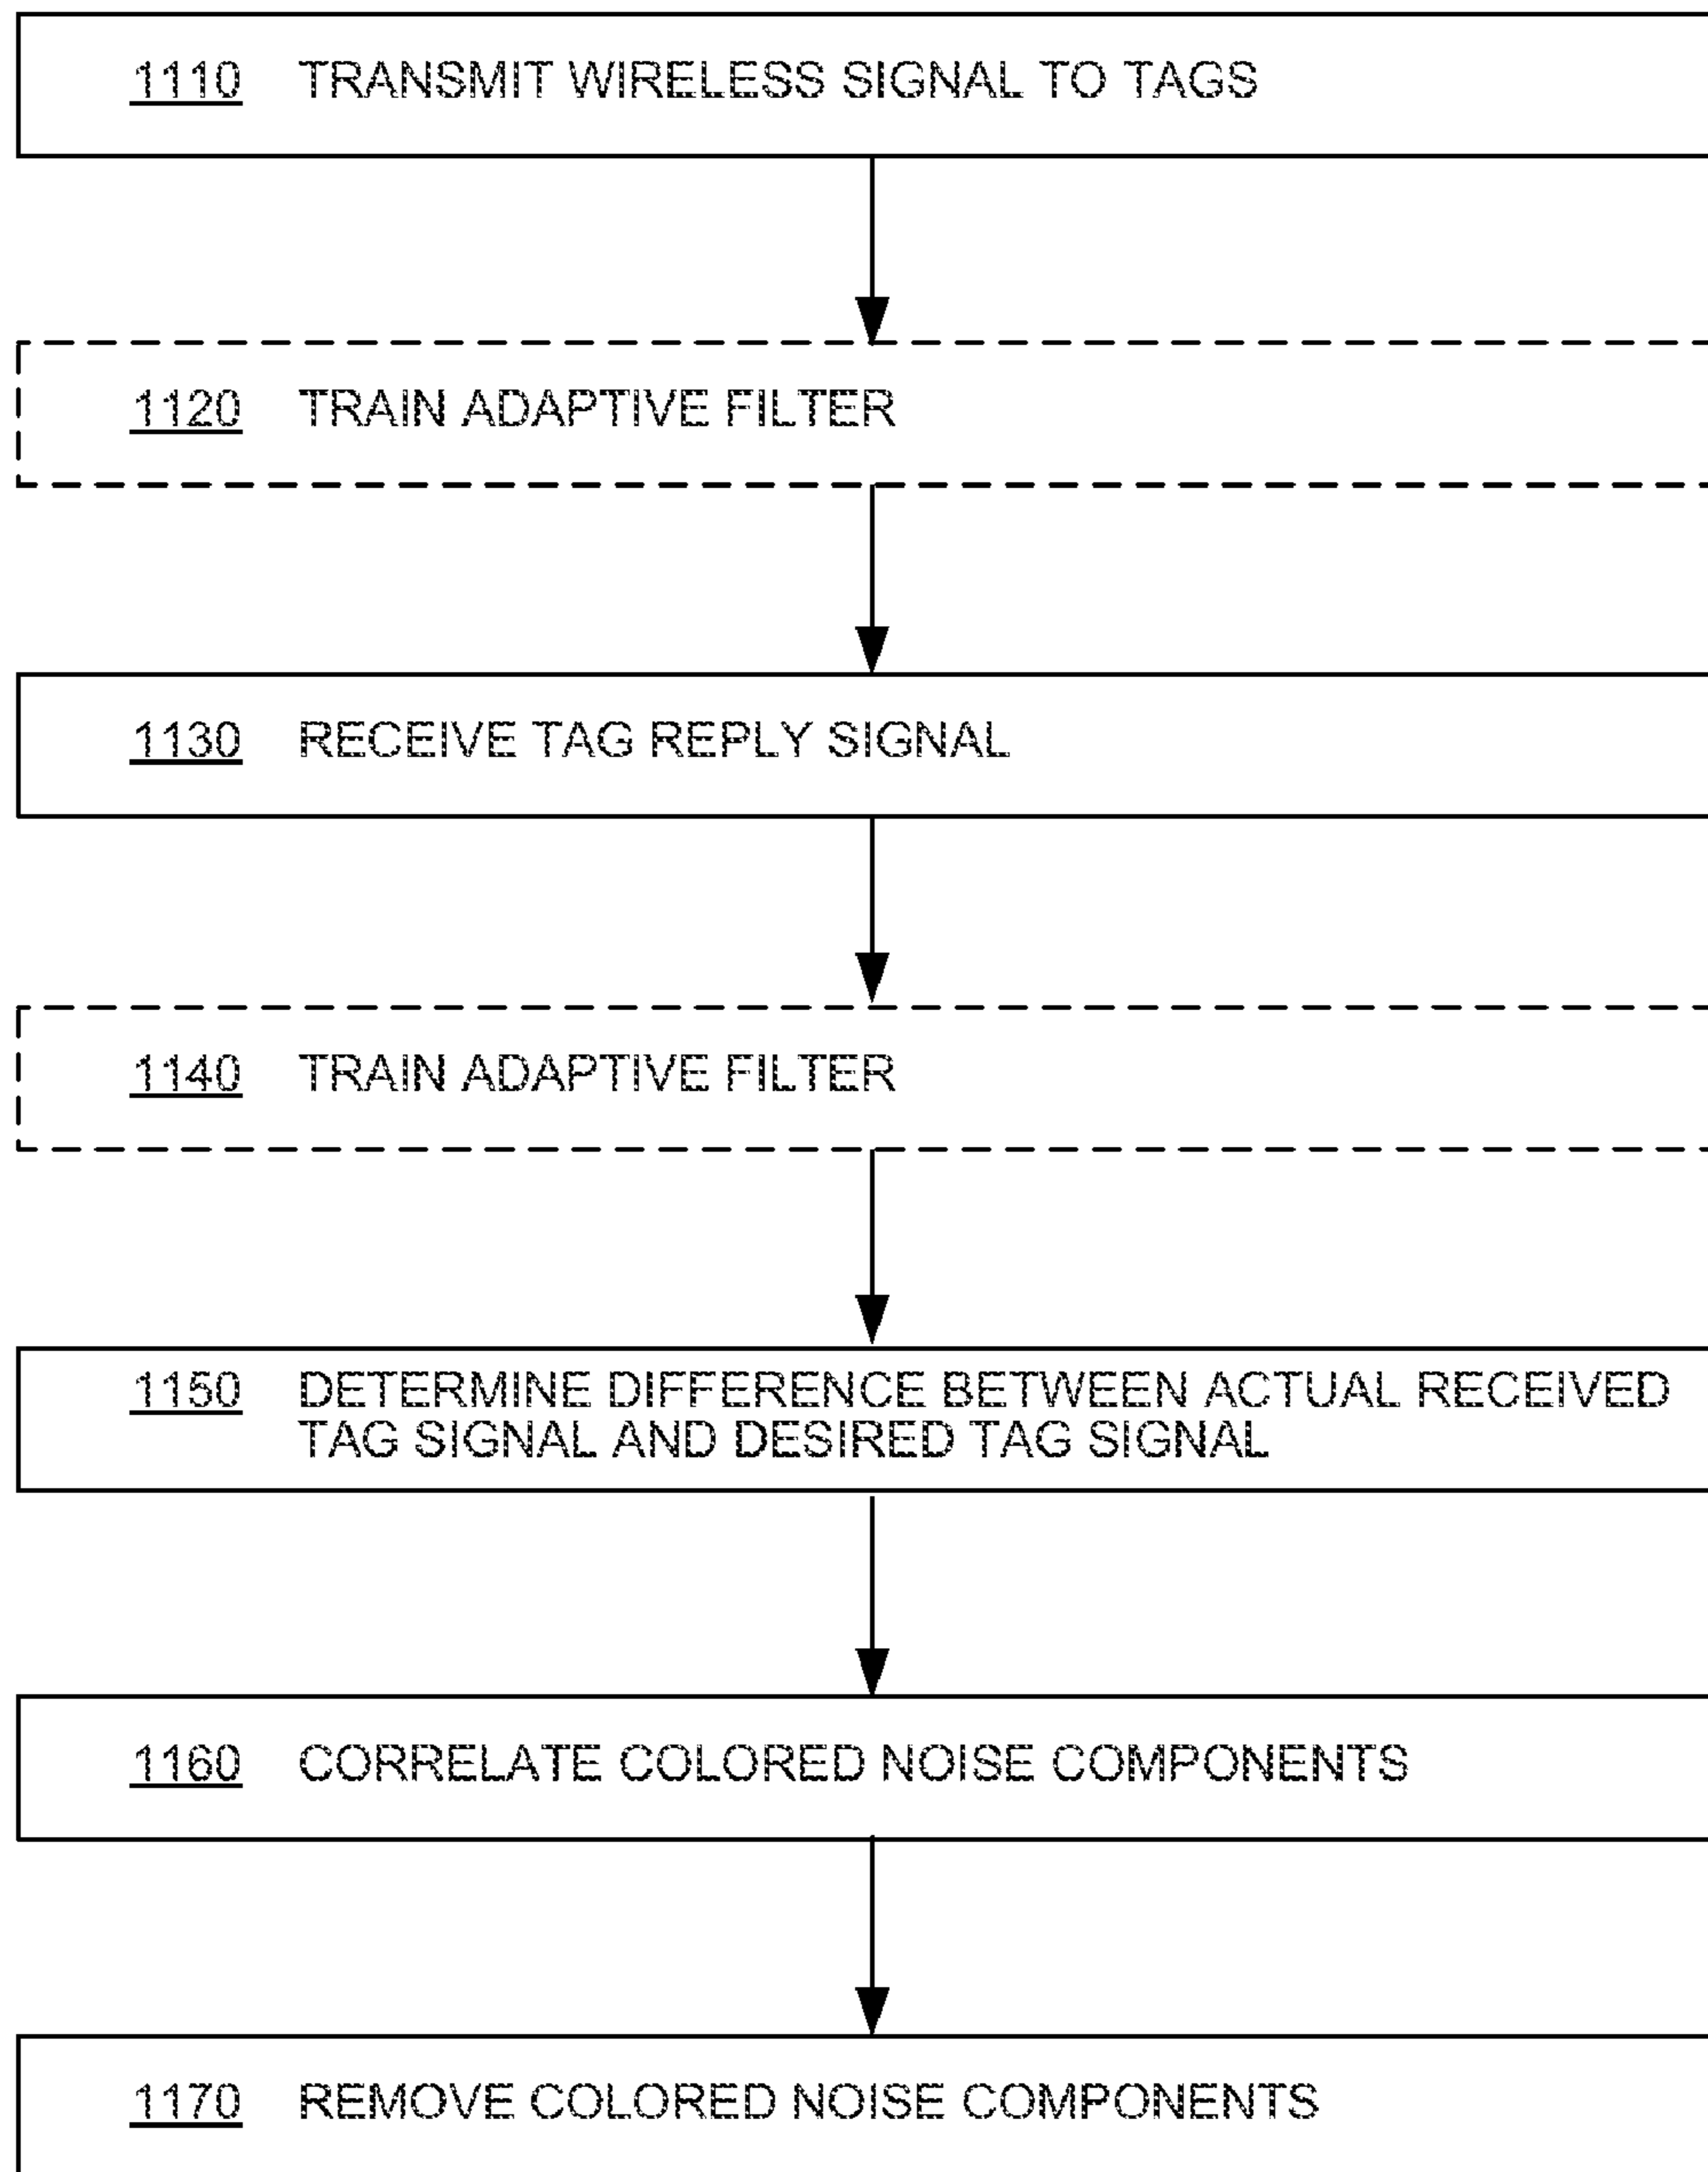 1110 TRANSMIT WIRELESS SIGNAL TO TAGS
1120 TRAIN ADAPTIVE FILTER
1130 RECEIVE TAG REPLY SIGNAL
1140 TRAIN ADAPTIVE FILTER
1150 DETERMINE DIFFERENCE BETWEEN ACTUAL RECEIVED
TAG SIGNAL AND DESIRED TAG SIGNAL
1160 CORRELATE COLORED NOISE COMPONENTS
1170 REMOVE COLORED NOISE COMPONENTS